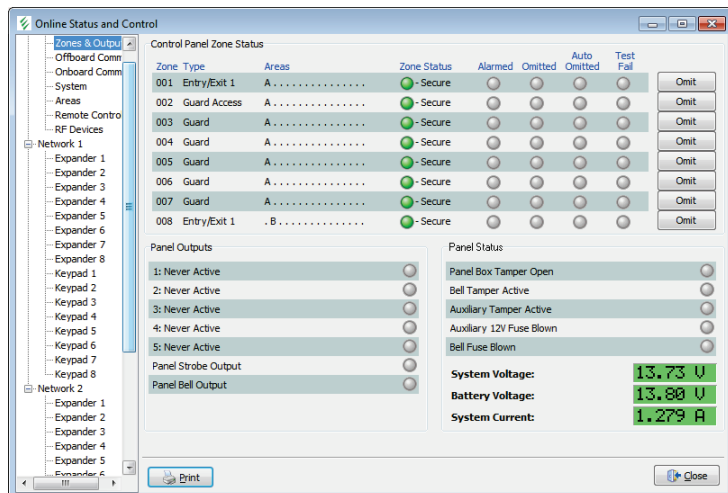 Online Status and Control
Zones & Outpu
Offboard Comm
Onboard Comm
System
Areas
Remote Contro
RF Devices
Network 1
Expander 1
Expander 2
Expander 3
Expander 4
Expander 5
Expander 6
Expander 7
Expander 8
Keypad 1
Keypad 2
Keypad 3
Keypad 4
Keypad 5
Keypad 6
Keypad 7
Keypad 8
Network 2
Expander 1
Expander 2
Expander 3
Expander 4
Expander 5
Expander 6
Control Panel Zone Status
Zone Type Areas Zone Status Alarmed Omitted Auto Omitted Test Fail
001 Entry/Exit 1 A . . . . . . . . . . . . . . . - Secure Omit
002 Guard Access A . . . . . . . . . . . . . . . - Secure Omit
003 Guard A . . . . . . . . . . . . . . . - Secure Omit
004 Guard A . . . . . . . . . . . . . . . - Secure Omit
005 Guard A . . . . . . . . . . . . . . . - Secure Omit
006 Guard A . . . . . . . . . . . . . . . - Secure Omit
007 Guard A . . . . . . . . . . . . . . . - Secure Omit
008 Entry/Exit 1 . B . . . . . . . . . . . . . . - Secure Omit
Panel Outputs
1: Never Active
2: Never Active
3: Never Active
4: Never Active
5: Never Active
Panel Strobe Output
Panel Bell Output
Panel Status
Panel Box Tamper Open
Bell Tamper Active
Auxiliary Tamper Active
Auxiliary 12V Fuse Blown
Bell Fuse Blown
System Voltage: 13.73 V
Battery Voltage: 13.80 V
System Current: 1.279 A
Print
Close